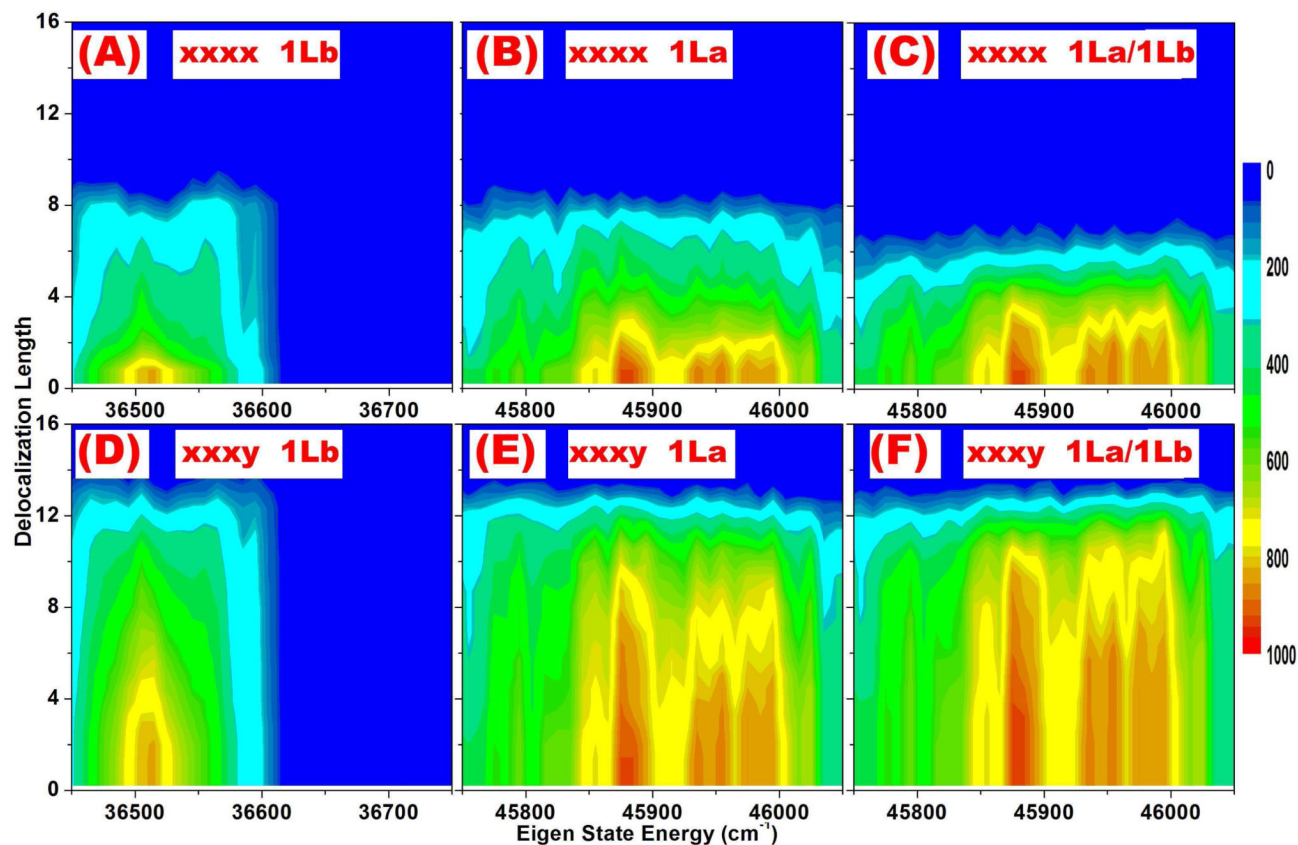 (A) xxxx 1Lb
(B) xxxx 1La
(C) xxxx 1La/1Lb
16
12
8
4
0
36500 36600 36700
45800 45900 46000
45800 45900 46000
(D) xxxy 1Lb
(E) xxxy 1La
(F) xxxy 1La/1Lb
16
12
8
4
0
36500 36600 36700
45800 45900 46000
45800 45900 46000
Delocalization Length
Eigen State Energy (cm⁻¹)
0
200
400
600
800
1000